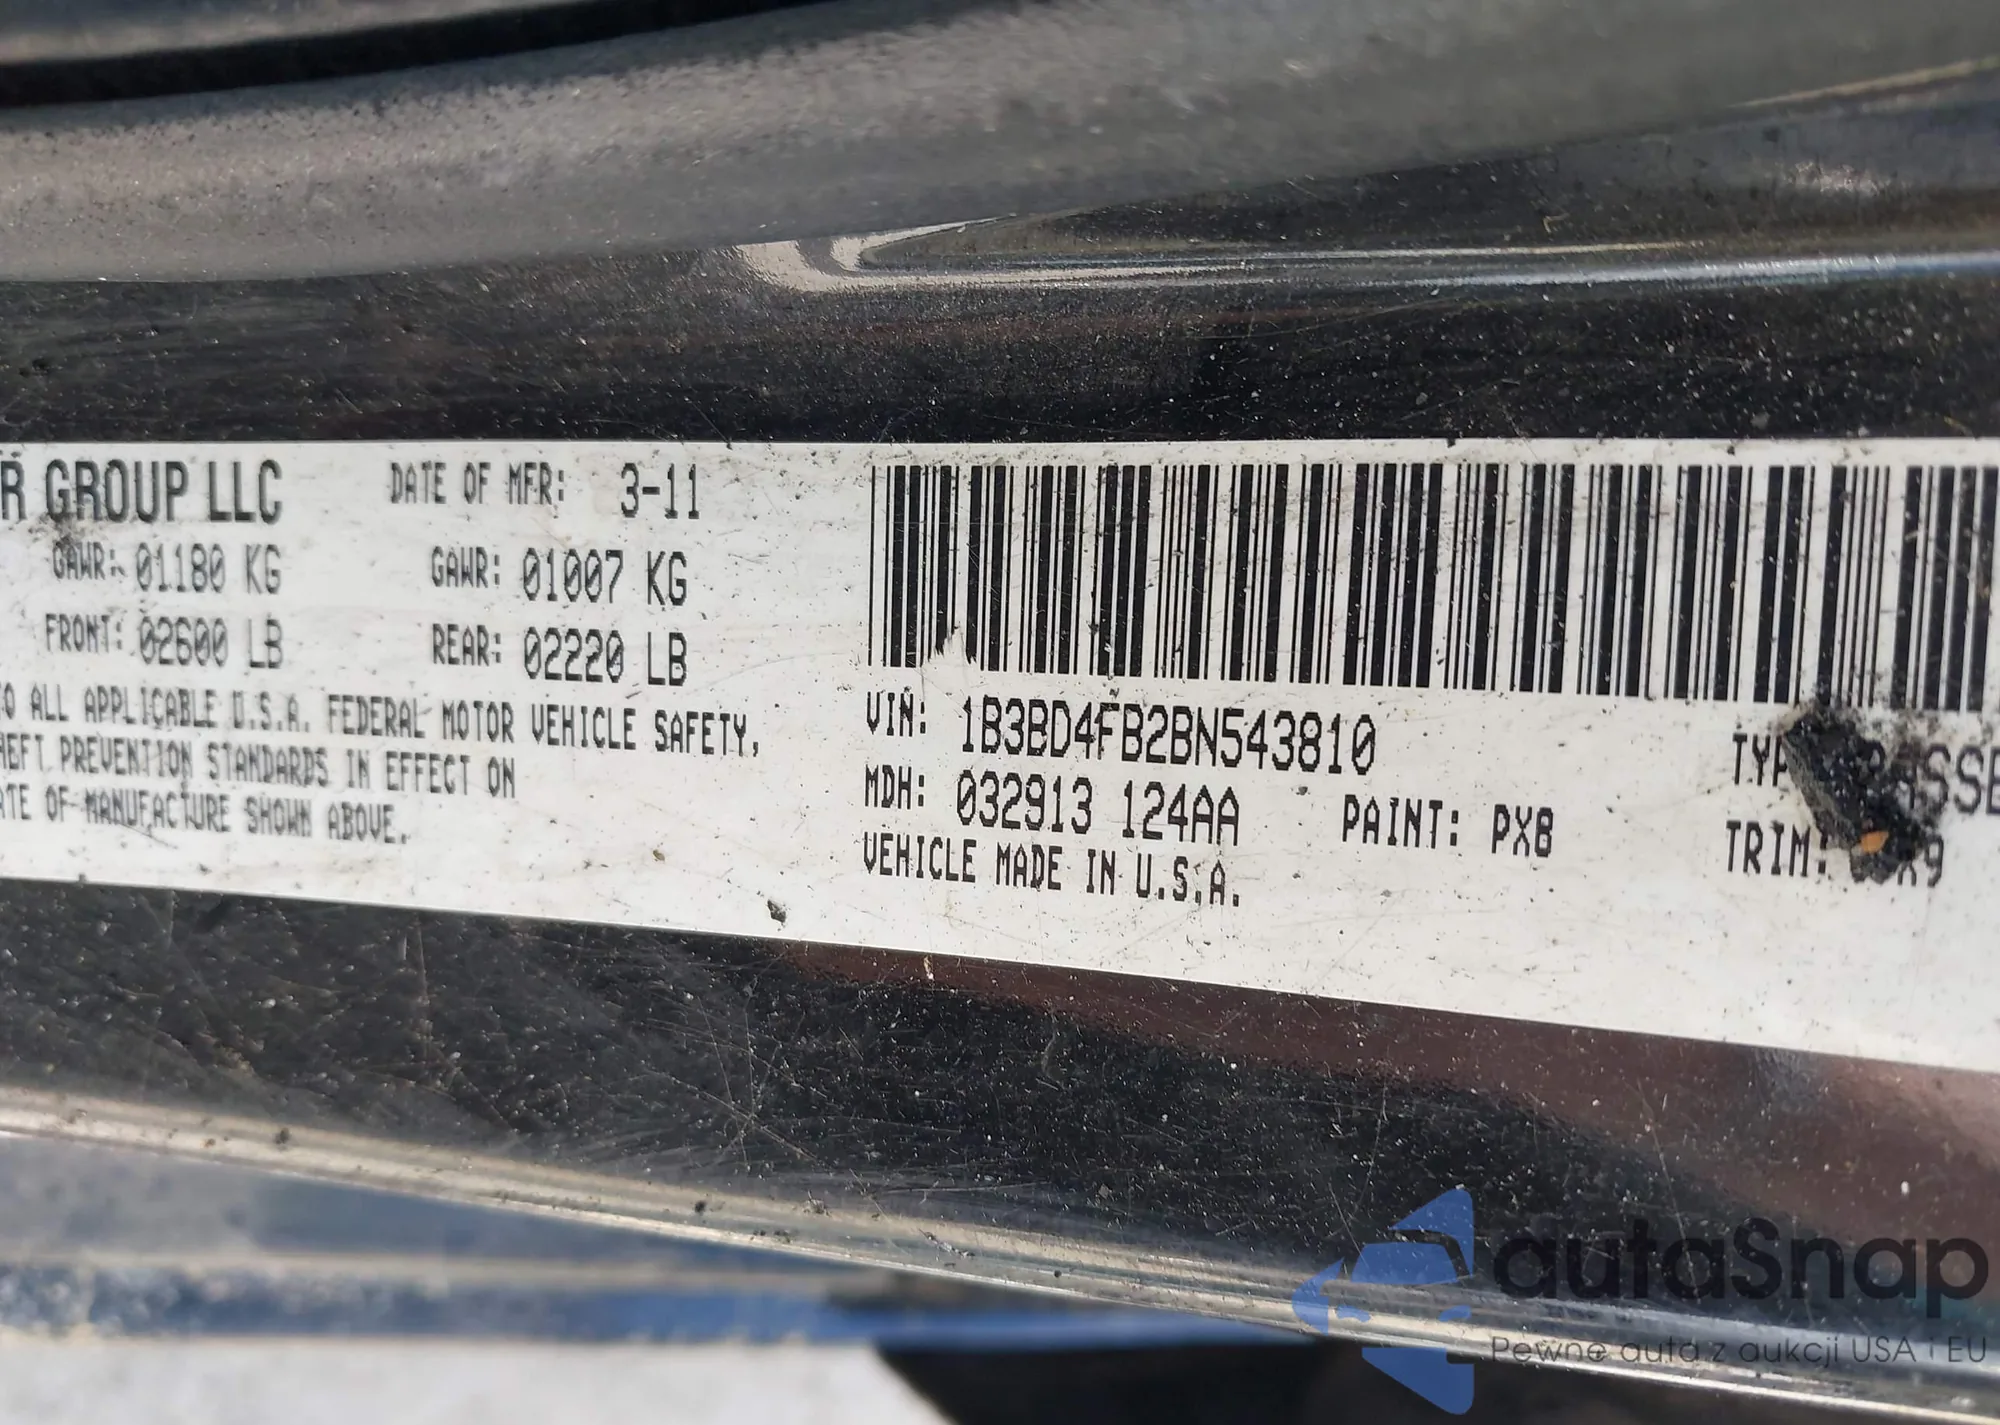 R GROUP LLC DATE OF MFR: 3-11
GAWR: 01180 KG GAWR: 01007 KG
FRONT: 02600 LB REAR: 02220 LB
TO ALL APPLICABLE U.S.A. FEDERAL MOTOR VEHICLE SAFETY,
HEFT PREVENTION STANDARDS IN EFFECT ON
ATE OF MANUFACTURE SHOWN ABOVE.
VIN: 1B3BD4FB2BN543810
MDH: 032913 124AA PAINT: PX8
VEHICLE MADE IN U.S.A.
TRIM:
autaSnap
Pewne auta z aukcji USA i EU